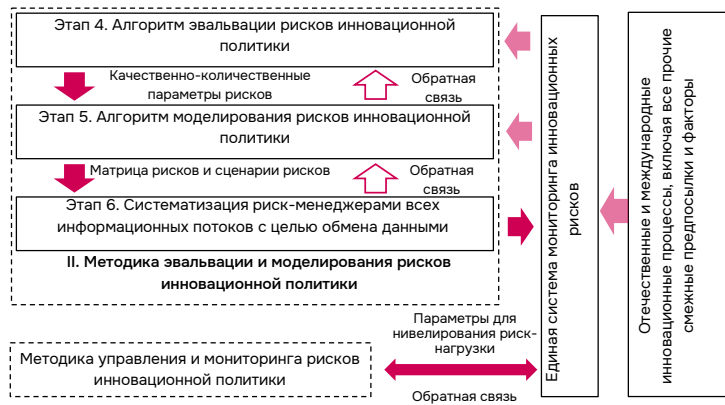 Этап 4. Алгоритм эвальвации рисков инновационной
политики
Качественно-количественные
параметры рисков
Обратная
связь
Этап 5. Алгоритм моделирования рисков инновационной
политики
Матрица рисков и сценарии рисков
Обратная
связь
Этап 6. Систематизация риск-менеджерами всех
информационных потоков с целью обмена данными
II. Методика эвальвации и моделирования рисков
инновационной политики
Методика управления и мониторинга рисков
инновационной политики
Параметры для
нивелирования риск-
нагрузки
Обратная связь
Единая система мониторинга инновационных
рисков
Отечественные и международные
инновационные процессы, включая все прочие
смежные предпосылки и факторы